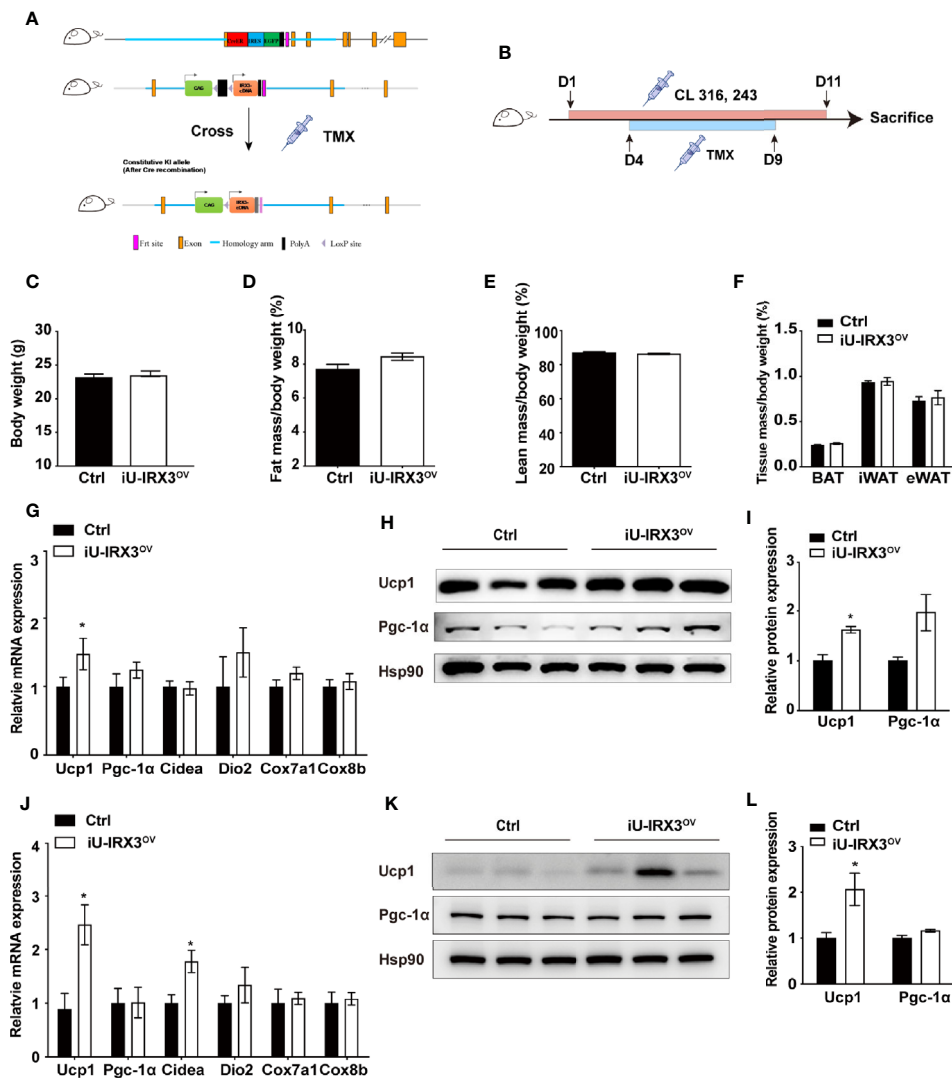 A
CreER
IRES
EGFP
CAG
IRX3-
cDNA
Cross
TMX
Constitutive KI allele
(After Cre recombination)
CAG
IRX3-
cDNA
Frt site
Exon
Homology arm
PolyA
LoxP site
B
D1
CL 316, 243
D11
Sacrifice
D4
TMX
D9
C
Body weight (g)
30
25
20
15
10
Ctrl
iU-IRX3OV
D
Fat mass/body weight (%)
10
8
6
4
2
Ctrl
iU-IRX3OV
E
Lean mass/body weight (%)
100
80
60
40
20
Ctrl
iU-IRX3OV
F
Tissue mass/body weight (%)
Ctrl
iU-IRX3OV
1.5
1.0
0.5
0.0
BAT
iWAT
eWAT
G
Ctrl
iU-IRX3OV
Relatvie mRNA expression
3
2
1
0
*
Ucp1
Pgc-1α
Cidea
Dio2
Cox7a1
Cox8b
H
Ctrl
iU-IRX3OV
Ucp1
Pgc-1α
Hsp90
I
Ctrl
iU-IRX3OV
Relative protein expression
3
2
1
0
*
Ucp1
Pgc-1α
J
Ctrl
iU-IRX3OV
Relatvie mRNA expression
4
3
2
1
0
*
*
Ucp1
Pgc-1α
Cidea
Dio2
Cox7a1
Cox8b
K
Ctrl
iU-IRX3OV
Ucp1
Pgc-1α
Hsp90
L
Ctrl
iU-IRX3OV
Relative protein expression
3
2
1
0
*
Ucp1
Pgc-1α